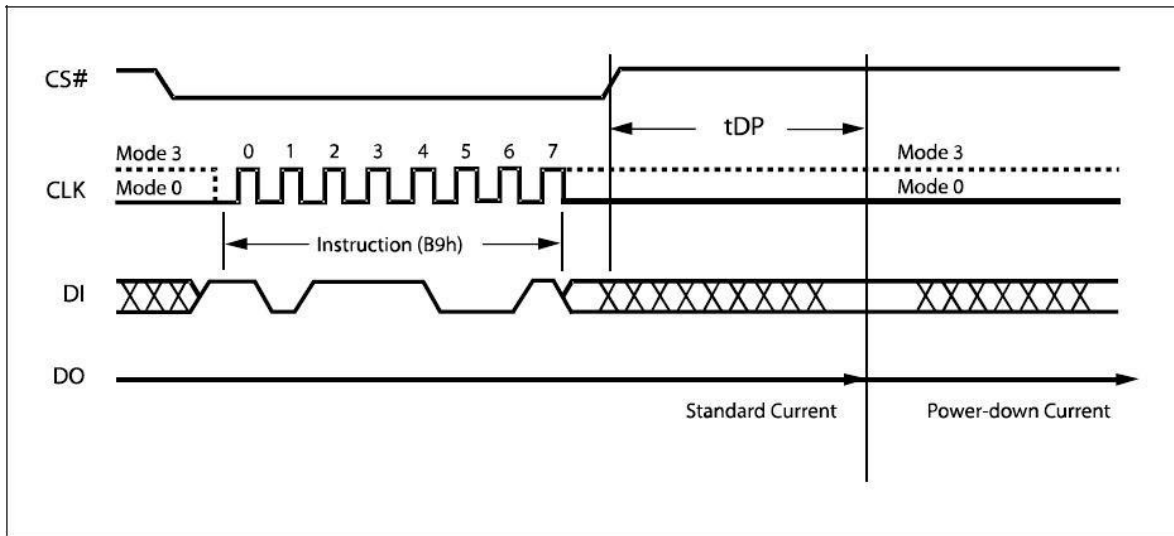 CS#
tDP
Mode 3
0 1 2 3 4 5 6 7
Mode 3
CLK
Mode 0
Mode 0
Instruction (B9h)
DI
DO
Standard Current
Power-down Current